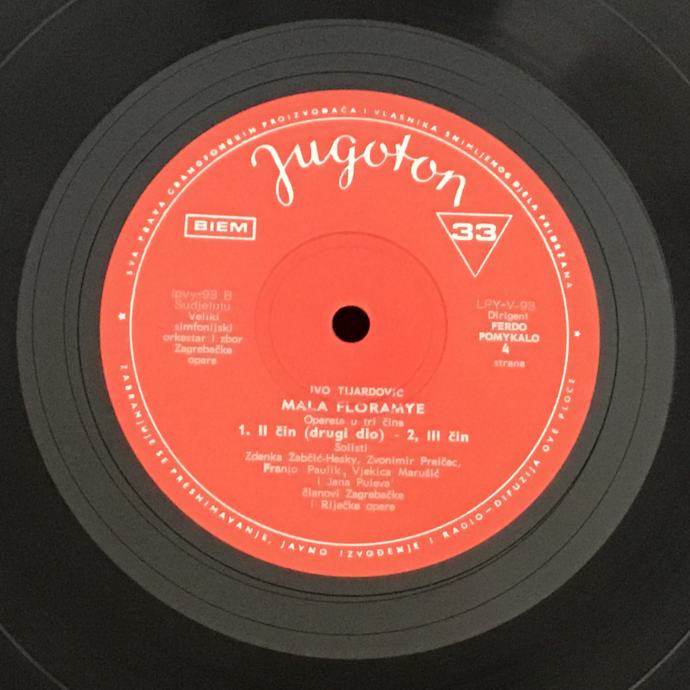 SVA PRAVA GRAMOFONSKIH PROIZVOĐAČA I VLASNIKA SNIMLJENOG DJELA PRIDRŽANA
Jugoton
BIEM
33
lpvy-93 B
Sudjeluju
Veliki
simfonijski
orkestar i zbor
Zagrebačke
opere
LPY-V-93
Dirigent
FERDO
POMYKALO
4
strana
IVO TIJARDOVIĆ
MALA FLORAMYE
Opereta u tri čina
1. II čin (drugi dio) - 2, III čin
Solisti
Zdenka Žabčić-Hesky, Zvonimir Prelčec,
Franjo Paulik, Vjekica Marušić
i Jana Puleva
članovi Zagrebačke
i Riječke opere
ZABRANJUJE SE PRESNIMAVANJE, JAVNO IZVOĐENJE I RADIO-DIFUZIJA OVE PLOČE